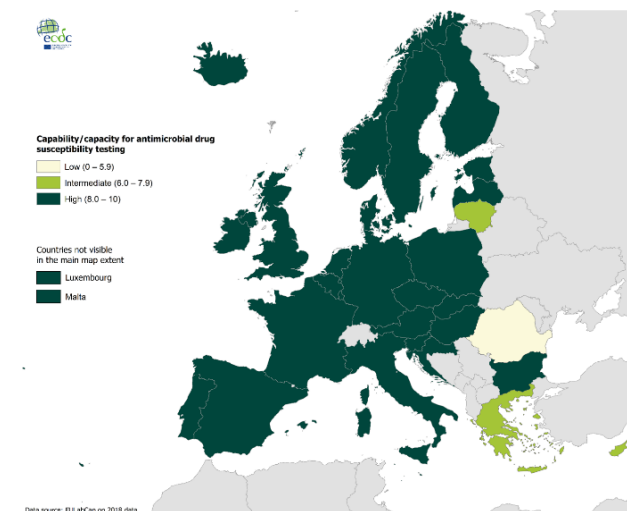 ecdc
Capability/capacity for antimicrobial drug
susceptibility testing
Low (0 – 5.9)
Intermediate (6.0 – 7.9)
High (8.0 – 10)
Countries not visible
in the main map extent
Luxembourg
Malta
Data source: EULabCap on 2018 data